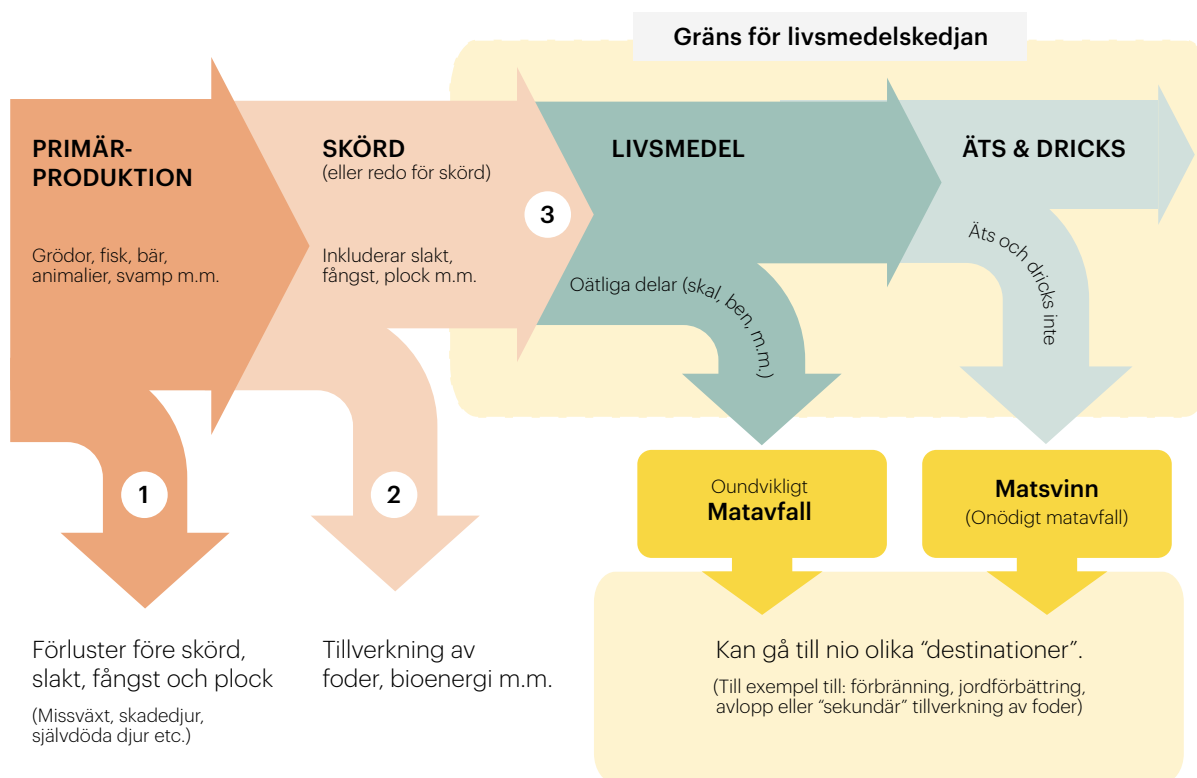 Gräns för livsmedelskedjan
PRIMÄR-
PRODUKTION
Grödor, fisk, bär,
animalier, svamp m.m.
SKÖRD
(eller redo för skörd)
Inkluderar slakt,
fångst, plock m.m.
3
LIVSMEDEL
Oätliga delar (skal, ben, m.m.)
ÄTS & DRICKS
Äts och dricks inte
1
2
Oundvikligt
Matavfall
Matsvinn
(Onödigt matavfall)
Förluster före skörd,
slakt, fångst och plock
(Missväxt, skadedjur,
självdöda djur etc.)
Tillverkning av
foder, bioenergi m.m.
Kan gå till nio olika ”destinationer”.
(Till exempel till: förbränning, jordförbättring,
avlopp eller ”sekundär” tillverkning av foder)